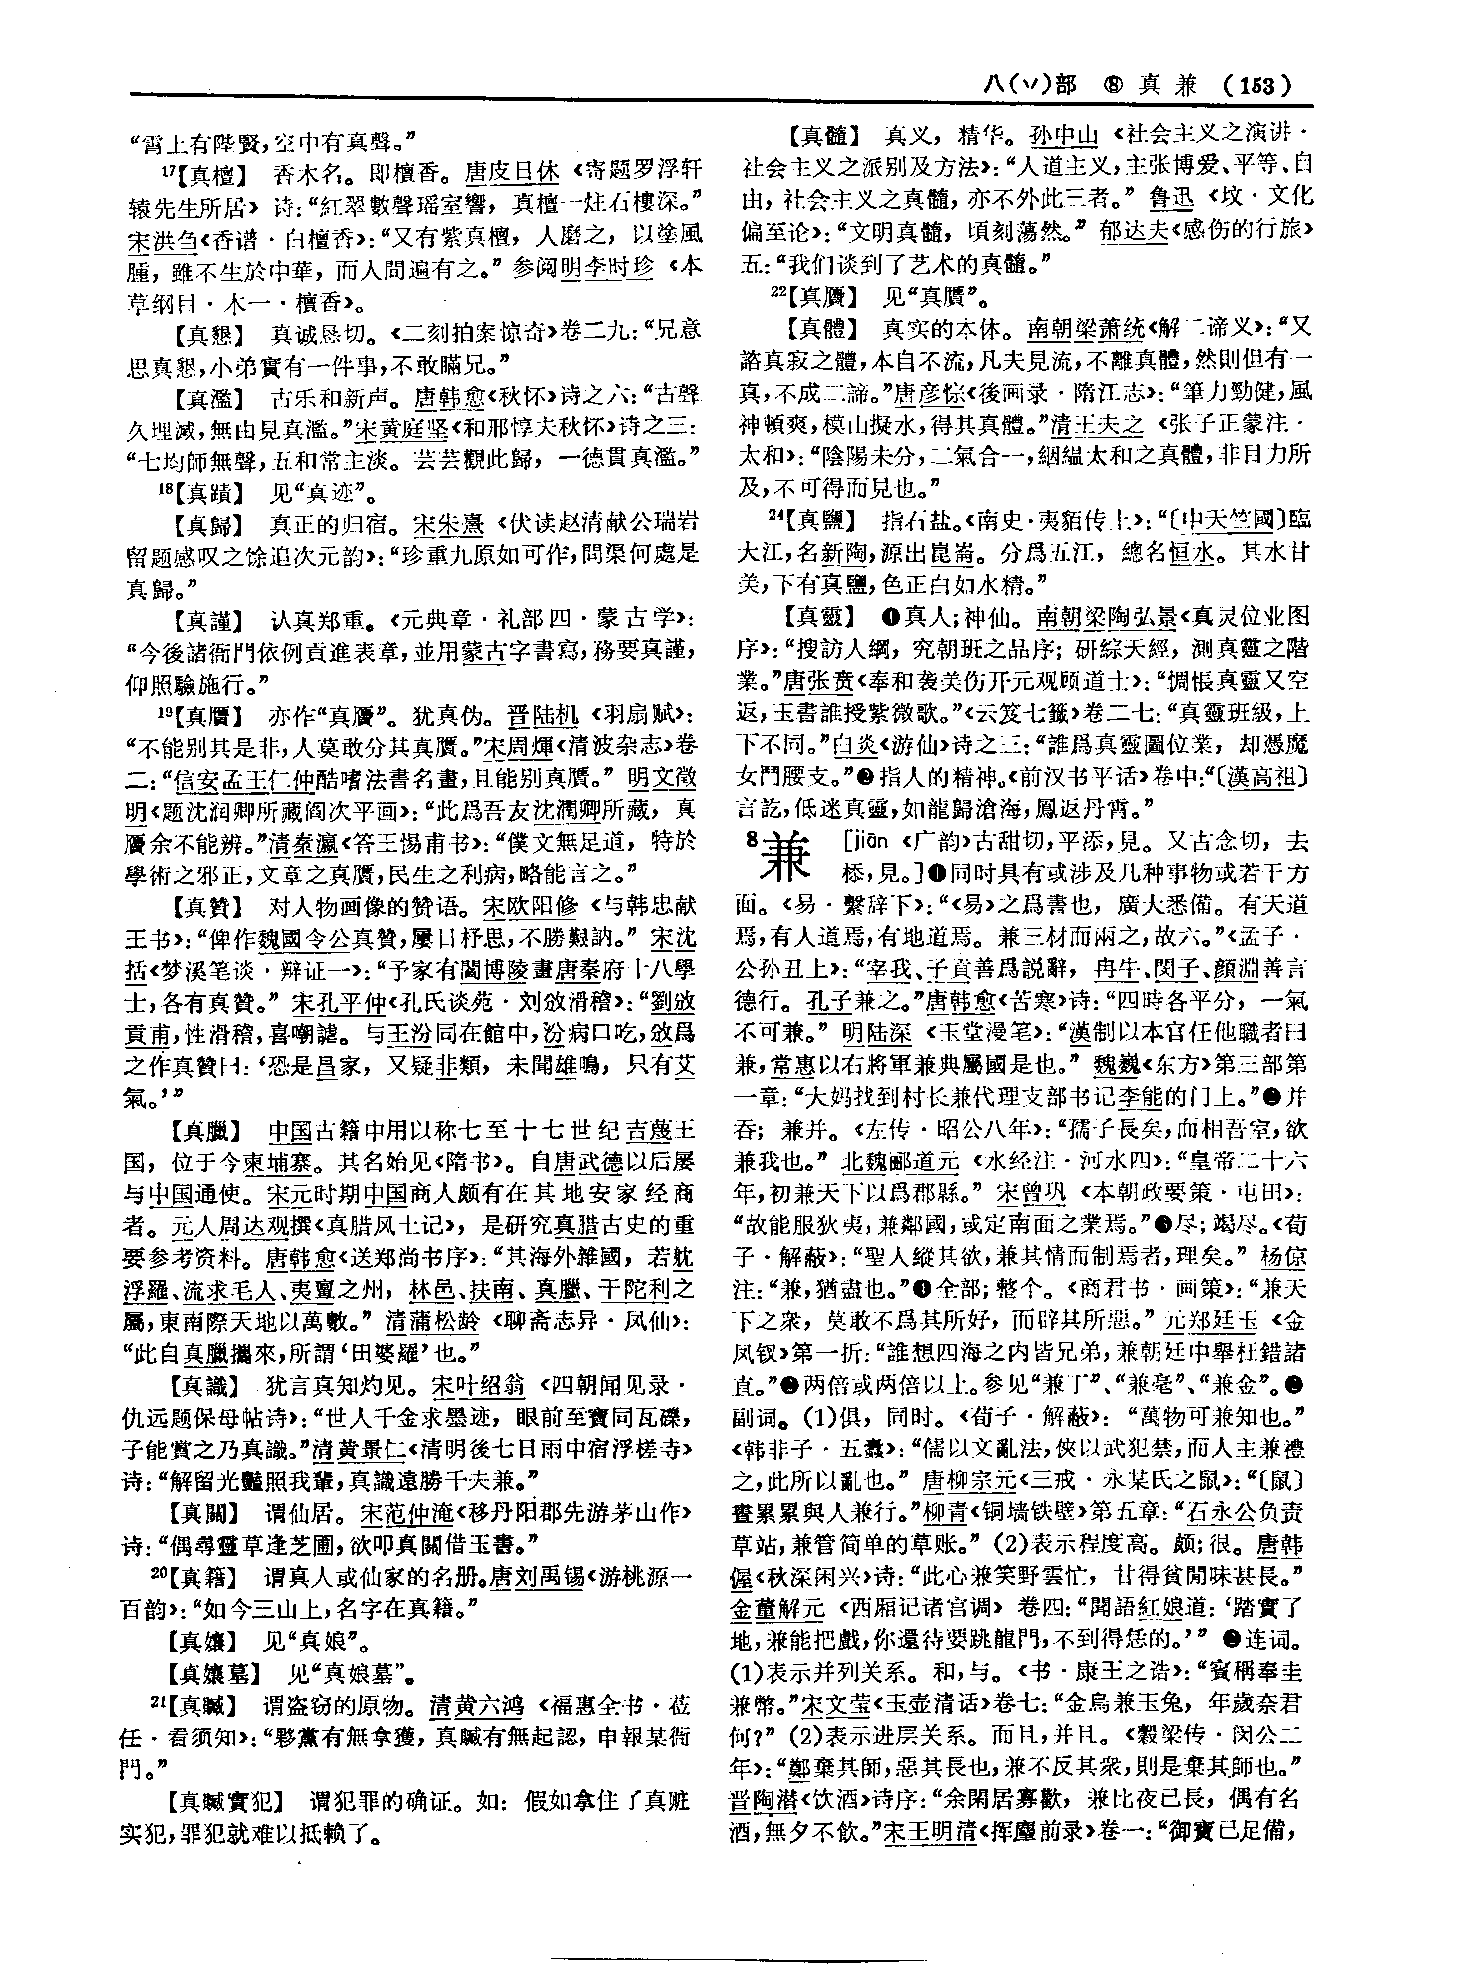 八(丷)部 ⑧ 真 兼 (153)
“霄上有陛賢，空中有真聲。”
17【真檀】 香木名。即檀香。唐皮日休《寄题罗浮轩
辕先生所居》诗：“紅翠數聲瑶室響，真檀一炷石樓深。”
宋洪刍《香谱·白檀香》：“又有紫真檀，人磨之，以塗風
腫，雖不生於中華，而人間遍有之。”参阅明李时珍《本
草纲目·木一·檀香》。
【真懇】 真诚恳切。《二刻拍案惊奇》卷二九：“兄意
思真懇，小弟實有一件事，不敢瞞兄。”
【真濫】 古乐和新声。唐韩愈《秋怀》诗之六：“古聲
久埋滅，無由見真濫。”宋黄庭坚《和邢惇夫秋怀》诗之三：
“七均師無聲，五和常主淡。芸芸觀此歸，一德貫真濫。”
18【真蹟】 见“真迹”。
【真歸】 真正的归宿。宋朱熹《伏读赵清献公瑞岩
留题感叹之馀追次元韵》：“珍重九原如可作，問渠何處是
真歸。”
【真謹】 认真郑重。《元典章·礼部四·蒙古学》：
“今後諸衙門依例貢進表章，並用蒙古字書寫，務要真謹，
仰照驗施行。”
19【真贋】 亦作“真贗”。犹真伪。晋陆机《羽扇赋》：
“不能别其是非，人莫敢分其真贋。”宋周煇《清波杂志》卷
二：“信安孟王仁仲酷嗜法書名畫，且能别真贋。”明文徵
明《题沈润卿所藏阎次平画》：“此爲吾友沈潤卿所藏，真
贋余不能辨。”清秦瀛《答王惕甫书》：“僕文無足道，特於
學術之邪正，文章之真贋，民生之利病，略能言之。”
【真贊】 对人物画像的赞语。宋欧阳修《与韩忠献
王书》：“俾作魏國令公真贊，屢日杼思，不勝艱訥。”宋沈
括《梦溪笔谈·辩证一》：“予家有閻博陵畫唐秦府十八學
士，各有真贊。”宋孔平仲《孔氏谈苑·刘攽滑稽》：“劉攽
貢甫，性滑稽，喜嘲謔。与王汾同在館中，汾病口吃，攽爲
之作真贊曰：‘恐是昌家，又疑非類，未聞雄鳴，只有艾
氣。’”
【真臘】 中国古籍中用以称七至十七世纪吉蔑王
国，位于今柬埔寨。其名始见《隋书》。自唐武德以后屡
与中国通使。宋元时期中国商人颇有在其地安家经商
者。元人周达观撰《真腊风土记》，是研究真腊古史的重
要参考资料。唐韩愈《送郑尚书序》：“其海外雜國，若躭
浮羅、流求毛人、夷亶之州，林邑、扶南、真臘、干陀利之
屬，東南際天地以萬數。”清蒲松龄《聊斋志异·凤仙》：
“此自真臘攜來，所謂‘田婆羅’也。”
【真識】 犹言真知灼见。宋叶绍翁《四朝闻见录·
仇远题保母帖诗》：“世人千金求墨迹，眼前至寶同瓦礫，
子能賞之乃真識。”清黄景仁《清明後七日雨中宿浮槎寺》
诗：“解留光豔照我輩，真識遠勝千夫兼。”
【真關】 谓仙居。宋范仲淹《移丹阳郡先游茅山作》
诗：“偶尋靈草逢芝圃，欲叩真關借玉書。”
20【真籍】 谓真人或仙家的名册。唐刘禹锡《游桃源一
百韵》：“如今三山上，名字在真籍。”
【真孃】 见“真娘”。
【真孃墓】 见“真娘墓”。
21【真贓】 谓盗窃的原物。清黄六鸿《福惠全书·莅
任·看须知》：“夥黨有無拿獲，真贓有無起認，申報某衙
門。”
【真贓實犯】 谓犯罪的确证。如：假如拿住了真赃
实犯，罪犯就难以抵赖了。
【真髓】 真义，精华。孙中山《社会主义之演讲·
社会主义之派别及方法》：“人道主义，主张博爱、平等、自
由，社会主义之真髓，亦不外此三者。”鲁迅《坟·文化
偏至论》：“文明真髓，頃刻蕩然。”郁达夫《感伤的行旅》
五：“我们谈到了艺术的真髓。”
22【真贗】 见“真贋”。
【真體】 真实的本体。南朝梁萧统《解二谛义》：“又
諮真寂之體，本自不流，凡夫見流，不離真體，然則但有一
真，不成二諦。”唐彦悰《後画录·隋江志》：“筆力勁健，風
神頓爽，模山擬水，得其真體。”清王夫之《张子正蒙注·
太和》：“陰陽未分，二氣合一，絪緼太和之真體，非目力所
及，不可得而見也。”
24【真鹽】 指石盐。《南史·夷貊传上》：“〔中天竺國〕臨
大江，名新陶，源出崑崙。分爲五江，總名恒水。其水甘
美，下有真鹽，色正白如水精。”
【真靈】 ❶真人；神仙。南朝梁陶弘景《真灵位业图
序》：“搜訪人綱，究朝班之品序；研綜天經，測真靈之階
業。”唐张贲《奉和袭美伤开元观顾道士》：“惆悵真靈又空
返，玉書誰授紫微歌。”《云笈七籤》卷二七：“真靈班級，上
下不同。”白炎《游仙》诗之三：“誰爲真靈圖位業，却憑魔
女鬥腰支。”❷指人的精神。《前汉书平话》卷中：“〔漢高祖〕
言訖，低迷真靈，如龍歸滄海，鳳返丹霄。”
8兼 ［jiān《广韵》古甜切，平添，見。又古念切，去
㮇，見。］❶同时具有或涉及几种事物或若干方
面。《易·繫辞下》：“《易》之爲書也，廣大悉備。有天道
焉，有人道焉，有地道焉。兼三材而兩之，故六。”《孟子·
公孙丑上》：“宰我、子貢善爲説辭，冉牛、閔子、顔淵善言
德行。孔子兼之。”唐韩愈《苦寒》诗：“四時各平分，一氣
不可兼。”明陆深《玉堂漫笔》：“漢制以本官任他職者曰
兼，常惠以右將軍兼典屬國是也。”魏巍《东方》第三部第
一章：“大妈找到村长兼代理支部书记李能的门上。”❷并
吞；兼并。《左传·昭公八年》：“孺子長矣，而相吾室，欲
兼我也。”北魏郦道元《水经注·河水四》：“皇帝二十六
年，初兼天下以爲郡縣。”宋曾巩《本朝政要策·屯田》：
“故能服狄夷，兼鄰國，或定南面之業焉。”❸尽；竭尽。《荀
子·解蔽》：“聖人縱其欲，兼其情而制焉者，理矣。”杨倞
注：“兼，猶盡也。”❹全部；整个。《商君书·画策》：“兼天
下之衆，莫敢不爲其所好，而辟其所惡。”元郑廷玉《金
凤钗》第一折：“誰想四海之内皆兄弟，兼朝廷中舉枉錯諸
直。”❺两倍或两倍以上。参见“兼丁”、“兼毫”、“兼金”。❻
副词。(1)俱，同时。《荀子·解蔽》：“萬物可兼知也。”
《韩非子·五蠹》：“儒以文亂法，俠以武犯禁，而人主兼禮
之，此所以亂也。”唐柳宗元《三戒·永某氏之鼠》：“〔鼠〕
晝累累與人兼行。”柳青《铜墙铁壁》第五章：“石永公负责
草站，兼管简单的草账。”(2)表示程度高。颇；很。唐韩
偓《秋深闲兴》诗：“此心兼笑野雲忙，甘得貧閒味甚長。”
金董解元《西厢记诸宫调》卷四：“聞語紅娘道：‘踏實了
地，兼能把戲，你還待要跳龍門，不到得恁的。’”❼连词。
(1)表示并列关系。和，与。《书·康王之诰》：“賓稱奉圭
兼幣。”宋文莹《玉壶清话》卷七：“金烏兼玉兔，年歲奈君
何？”(2)表示进层关系。而且，并且。《穀梁传·闵公二
年》：“鄭棄其師，惡其長也，兼不反其衆，則是棄其師也。”
晋陶潜《饮酒》诗序：“余閑居寡歡，兼比夜已長，偶有名
酒，無夕不飲。”宋王明清《挥麈前录》卷一：“御寶已足備，